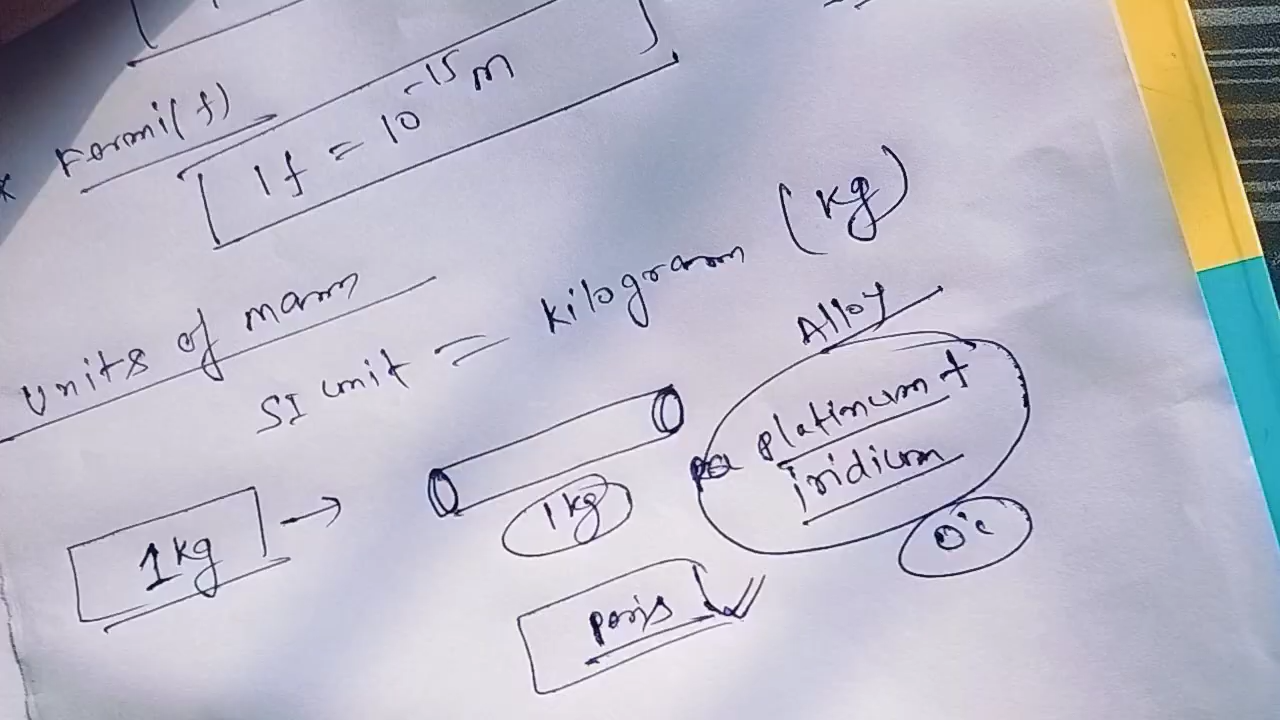 Fermi(f)
1f = 10⁻¹⁵ m
Units of mass
SI unit = kilogram (kg)
Alloy
platinum +
iridium
0°c
1kg →
1kg
paris